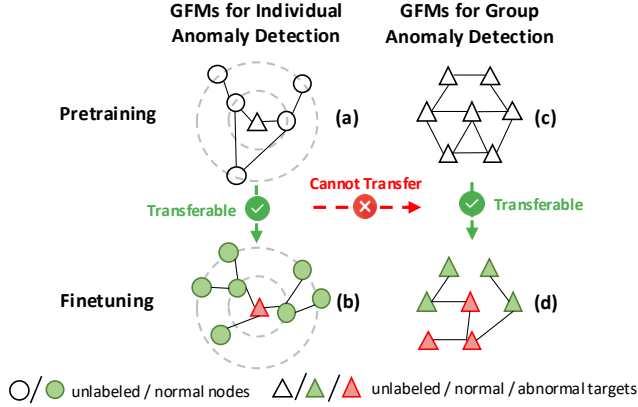 GFMs for Individual
Anomaly Detection
GFMs for Group
Anomaly Detection
Pretraining
(a)
(c)
Cannot Transfer
Transferable
Transferable
Finetuning
(b)
(d)
/ unlabeled / normal nodes
/ / unlabeled / normal / abnormal targets